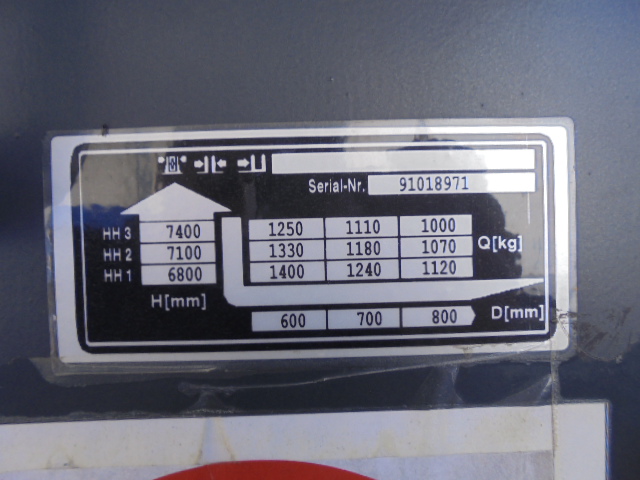 Serial-Nr. 91018971
HH 3 7400 1250 1110 1000
HH 2 7100 1330 1180 1070 Q[kg]
HH 1 6800 1400 1240 1120
H[mm]
600 700 800 D[mm]